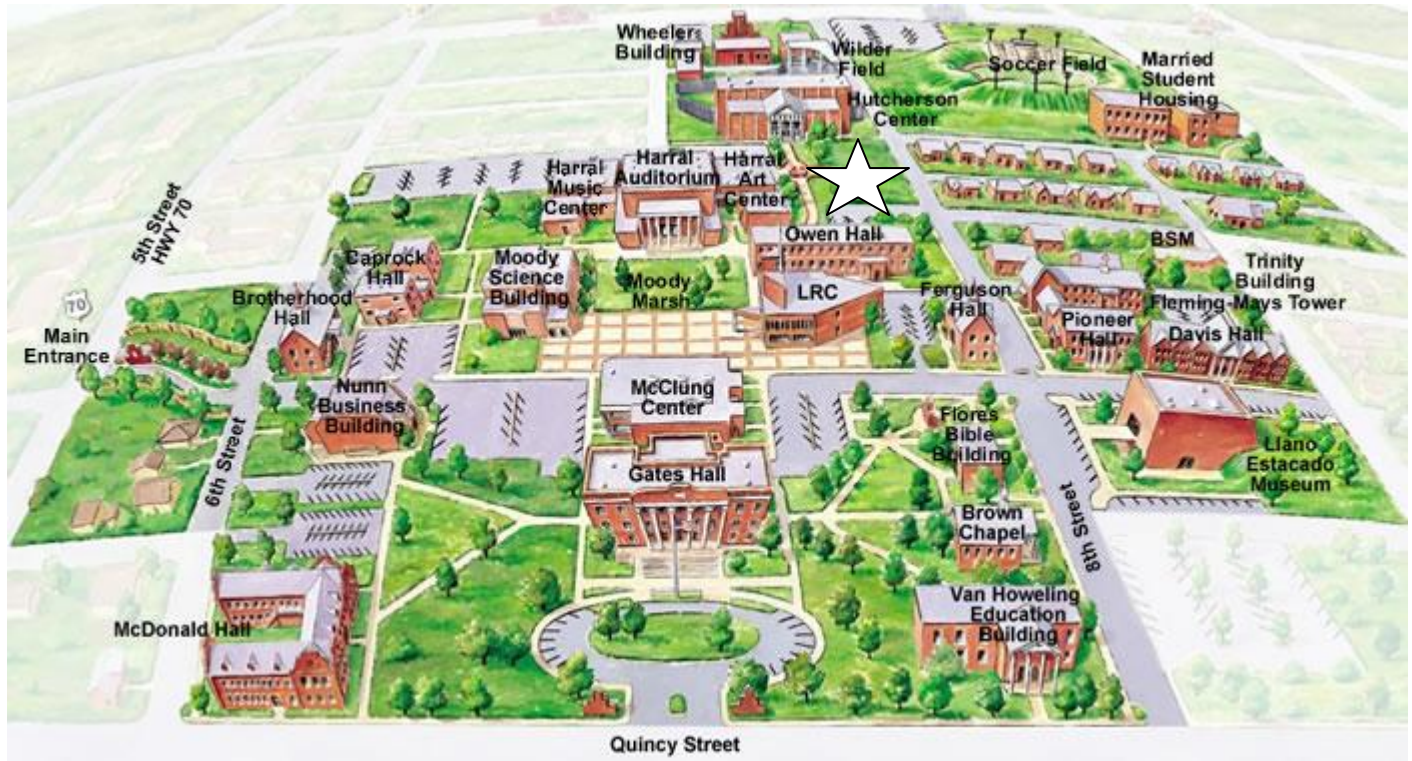 Wheeler
Building
Wilder
Field
Soccer Field
Married
Student
Housing
Hutcherson
Center
Harral
Music
Center
Harral
Auditorium
Harral
Art
Center
5th Street
HWY 70
Owen Hall
BSM
Caprock
Hall
Moody
Science
Building
Moody
Marsh
LRC
Ferguson
Hall
Trinity
Building
Fleming-Mays Tower
Pioneer
Hall
Davis Hall
Brotherhood
Hall
70
Main
Entrance
Nunn
Business
Building
McClung
Center
Flores
Bible
Building
Llano
Estacado
Museum
6th Street
Gates Hall
8th Street
Brown
Chapel
Van Howeling
Education
Building
McDonald Hall
Quincy Street